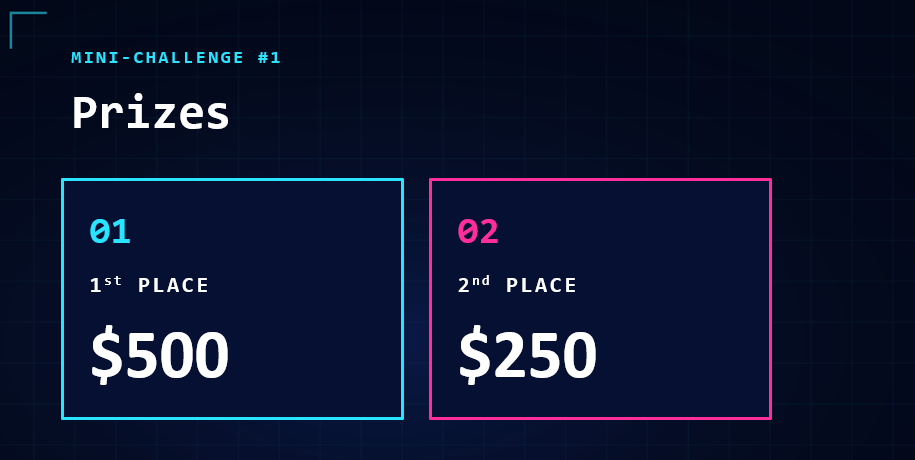 MINI-CHALLENGE #1
Prizes
01
1st PLACE
$500
02
2nd PLACE
$250